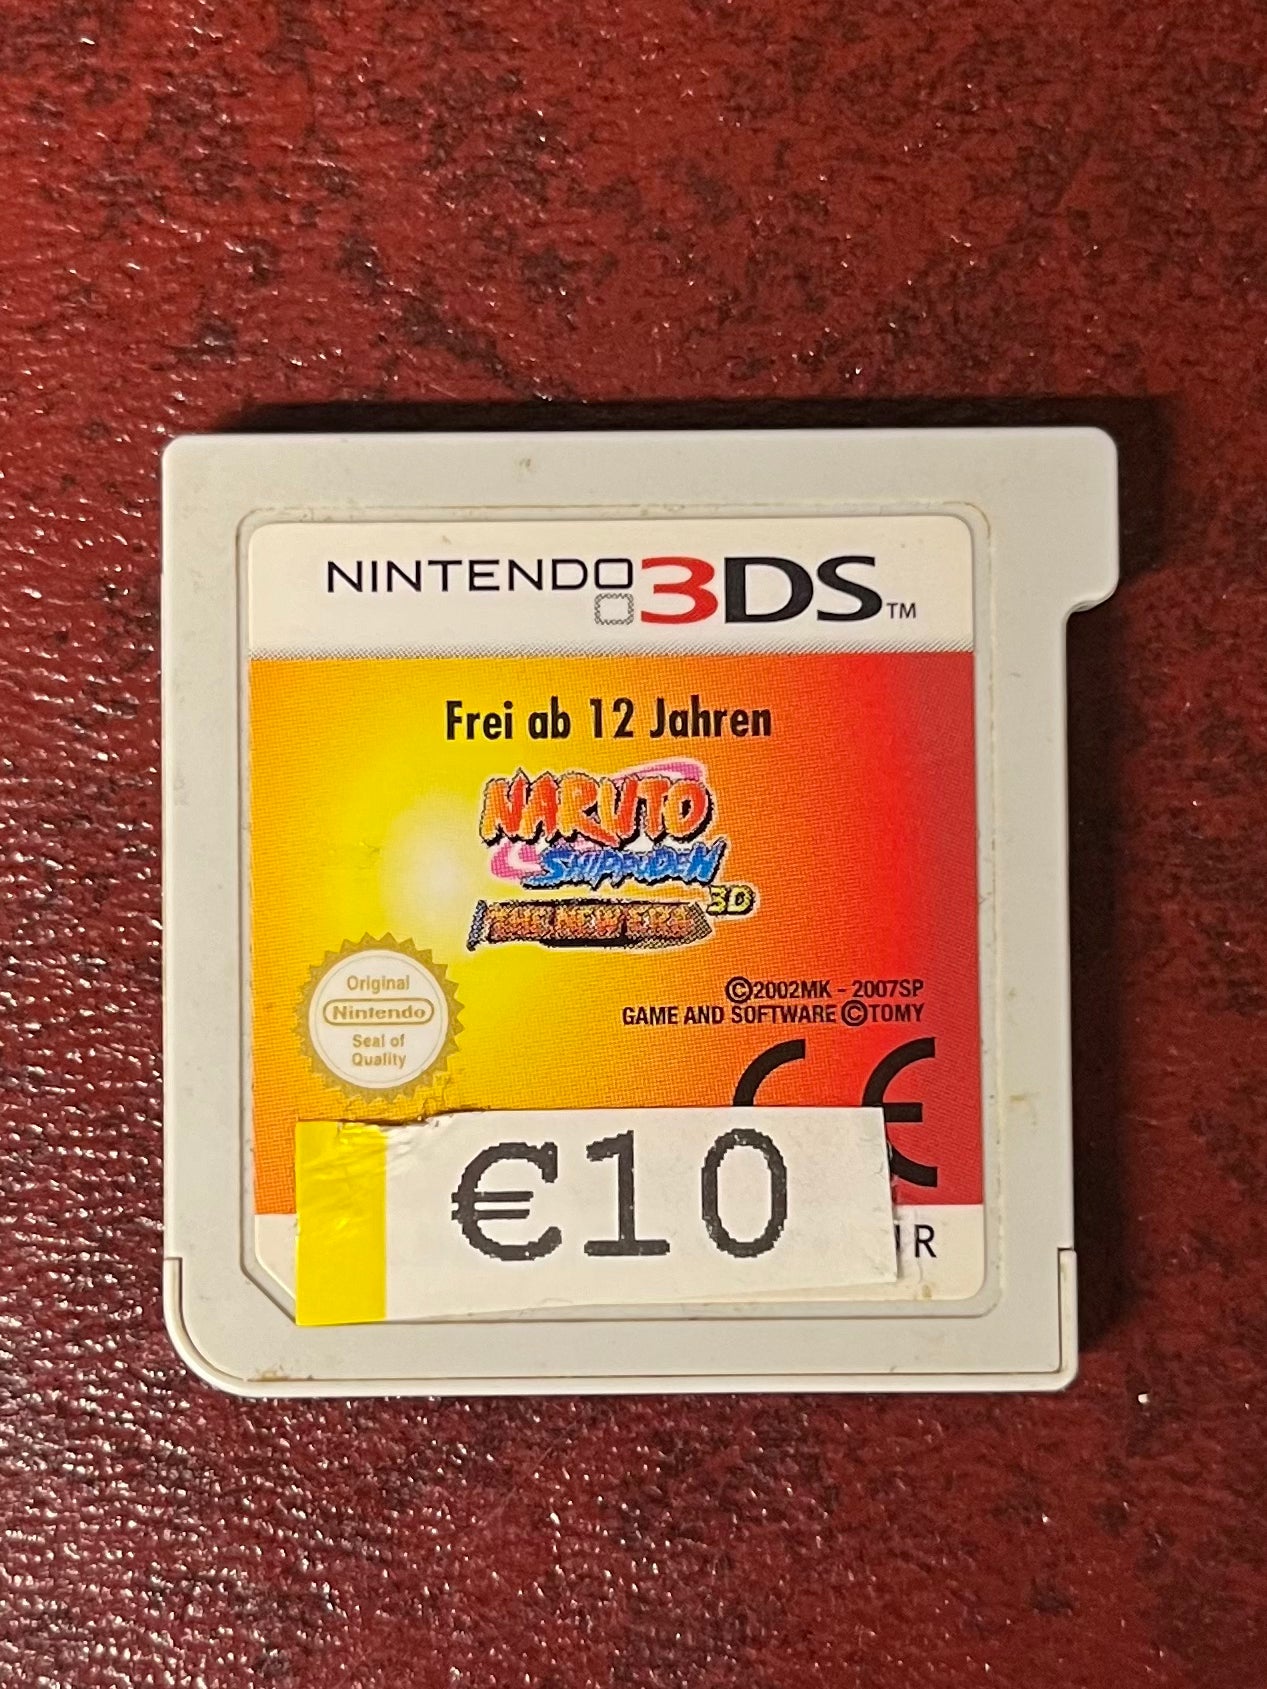 NINTENDO 3DS™
Frei ab 12 Jahren
NARUTO
SHIPPUDEN
3D
THE NEW ERA
©2002MK - 2007SP
GAME AND SOFTWARE ©TOMY
Original
Nintendo
Seal of
Quality
CE
€10
R